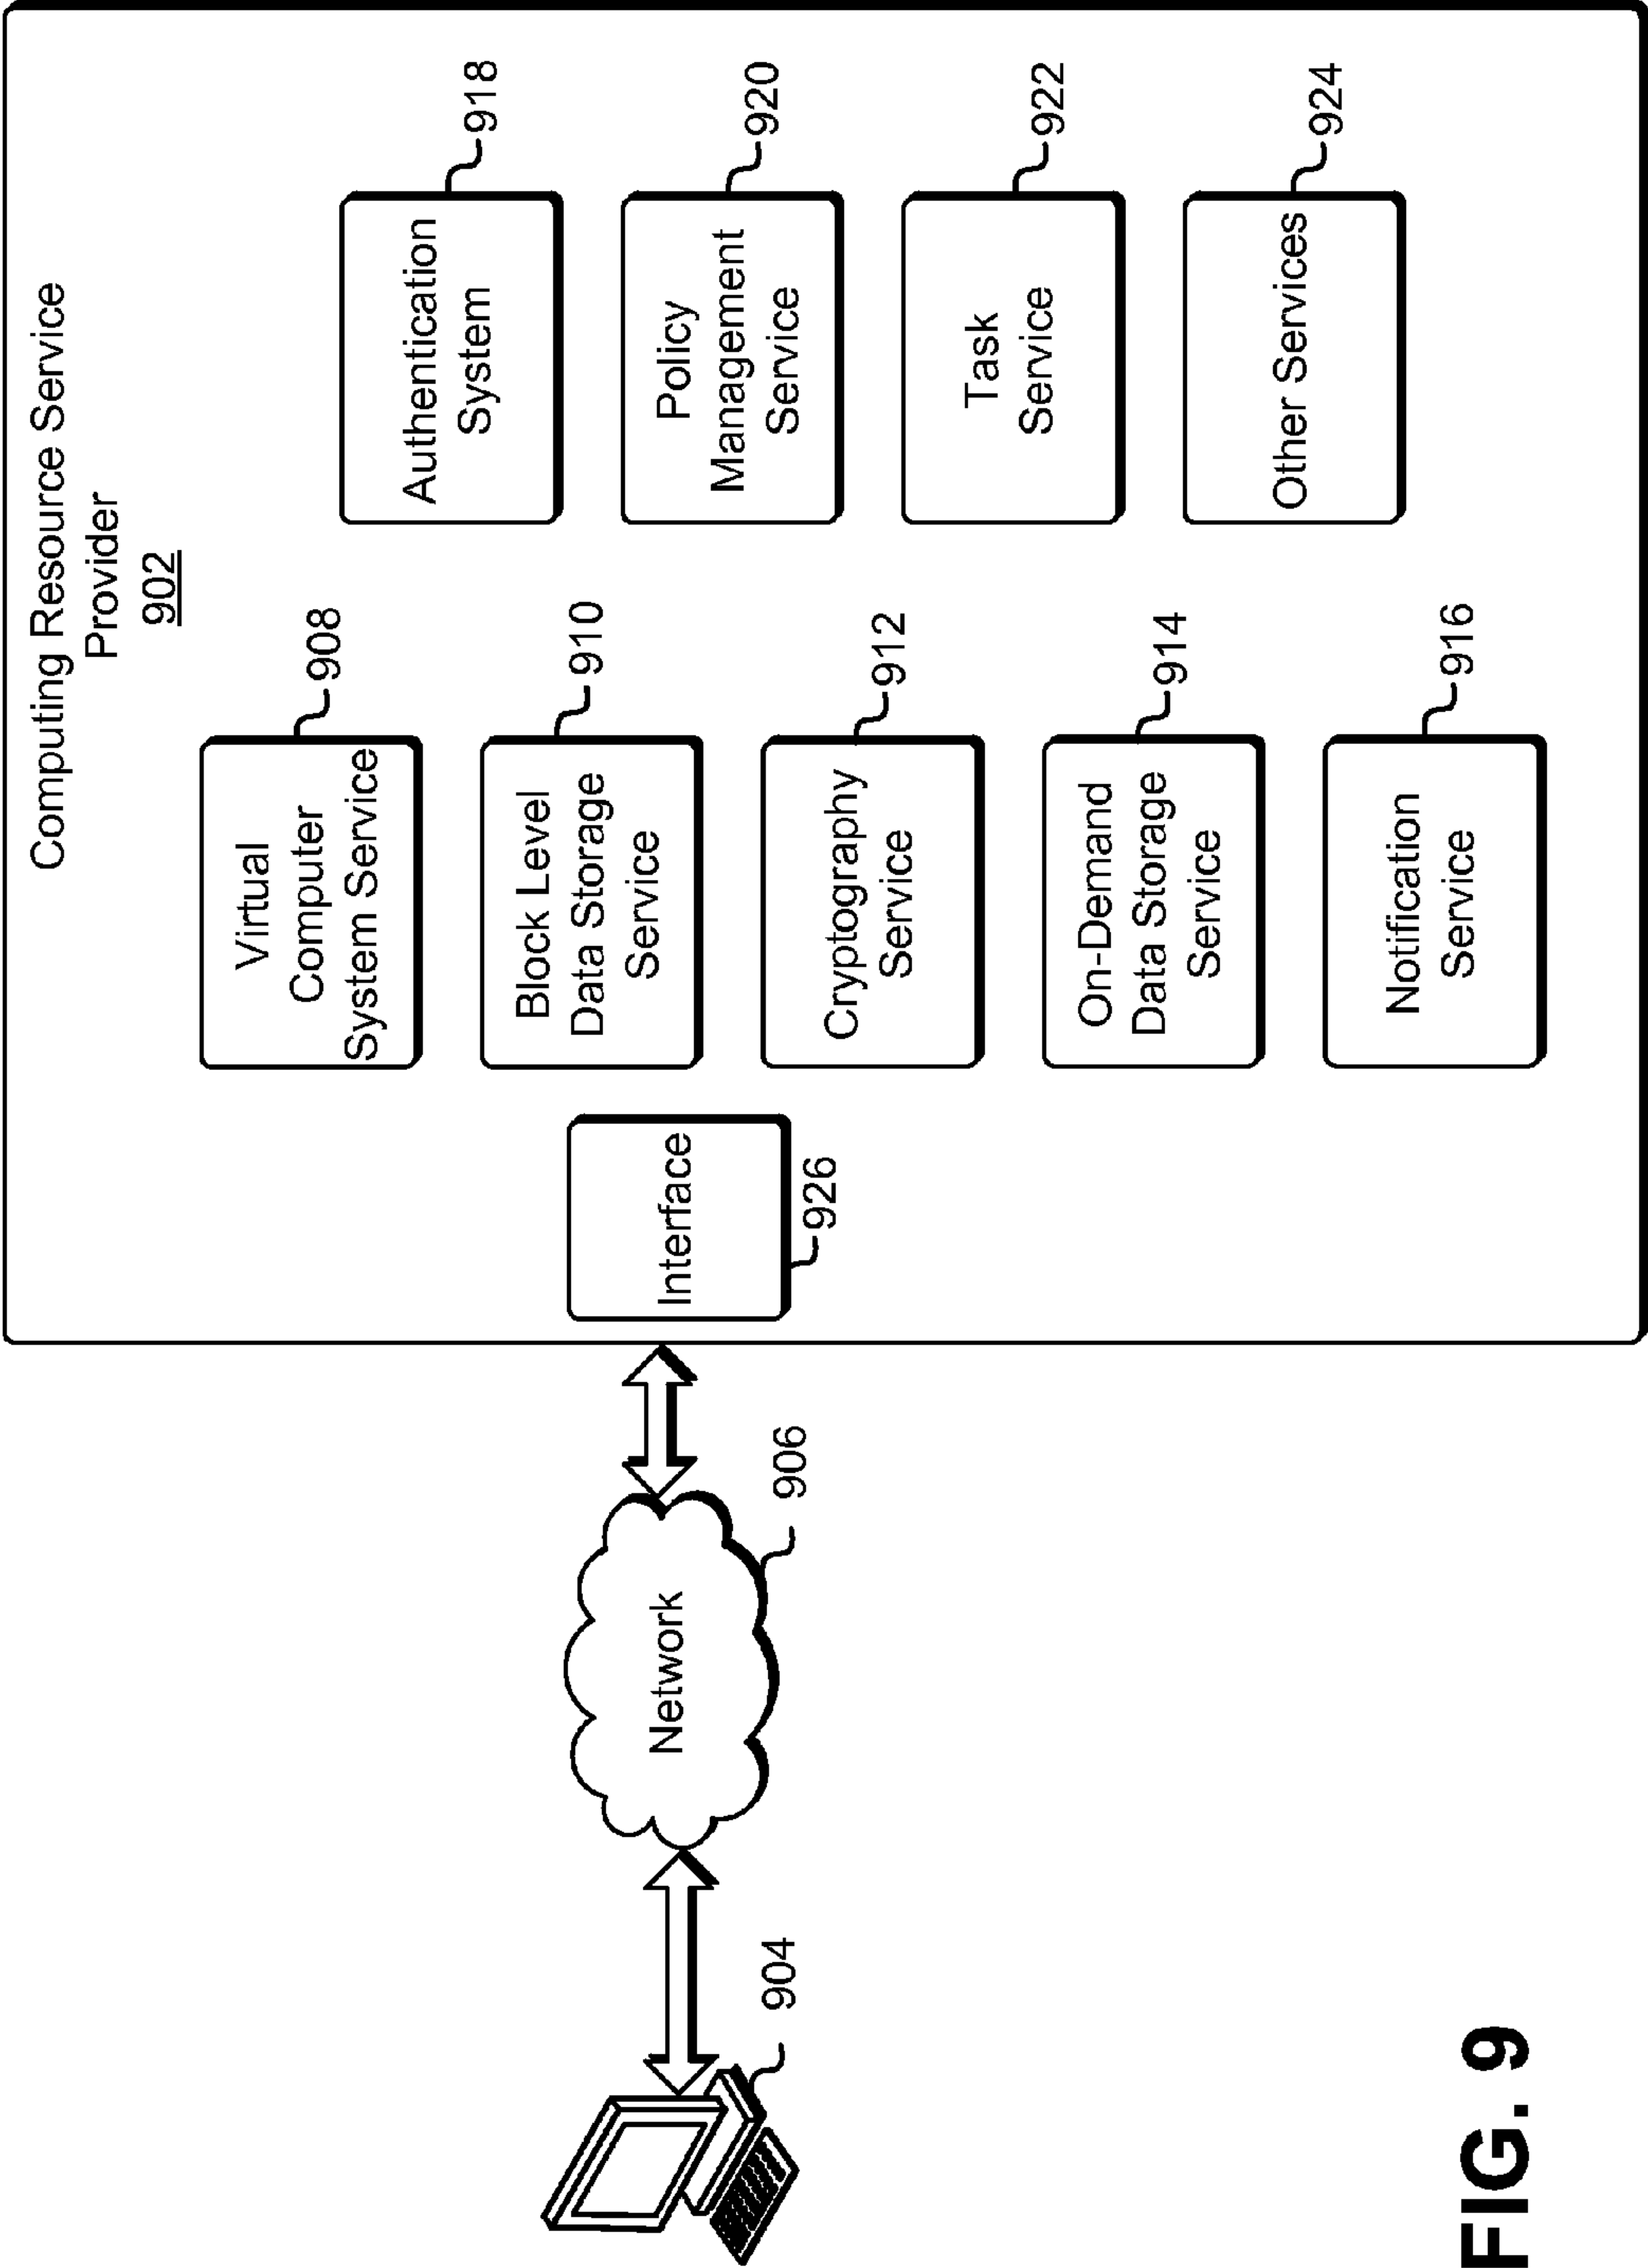 Computing Resource Service
Provider
902
Virtual
Computer
System Service
908
Block Level
Data Storage
Service
910
Cryptography
Service
912
On-Demand
Data Storage
Service
914
Notification
Service
916
Authentication
System
918
Policy
Management
Service
920
Task
Service
922
Other Services
924
Interface
926
Network
906
904
FIG. 9